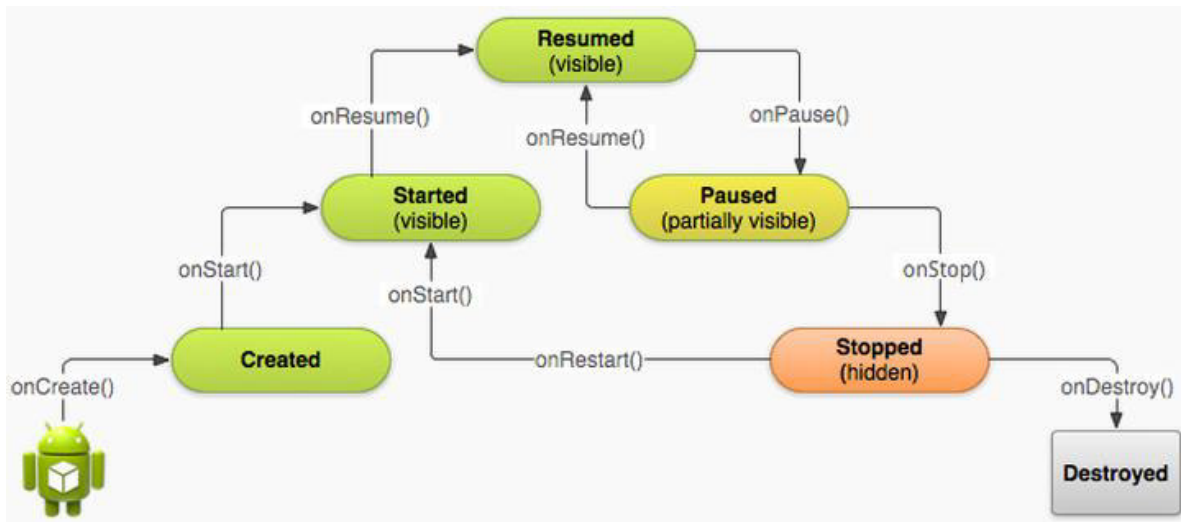 Resumed
(visible)
onResume()
onResume()
onPause()
Started
(visible)
Paused
(partially visible)
onStart()
onStart()
onStop()
Created
onRestart()
Stopped
(hidden)
onCreate()
onDestroy()
Destroyed